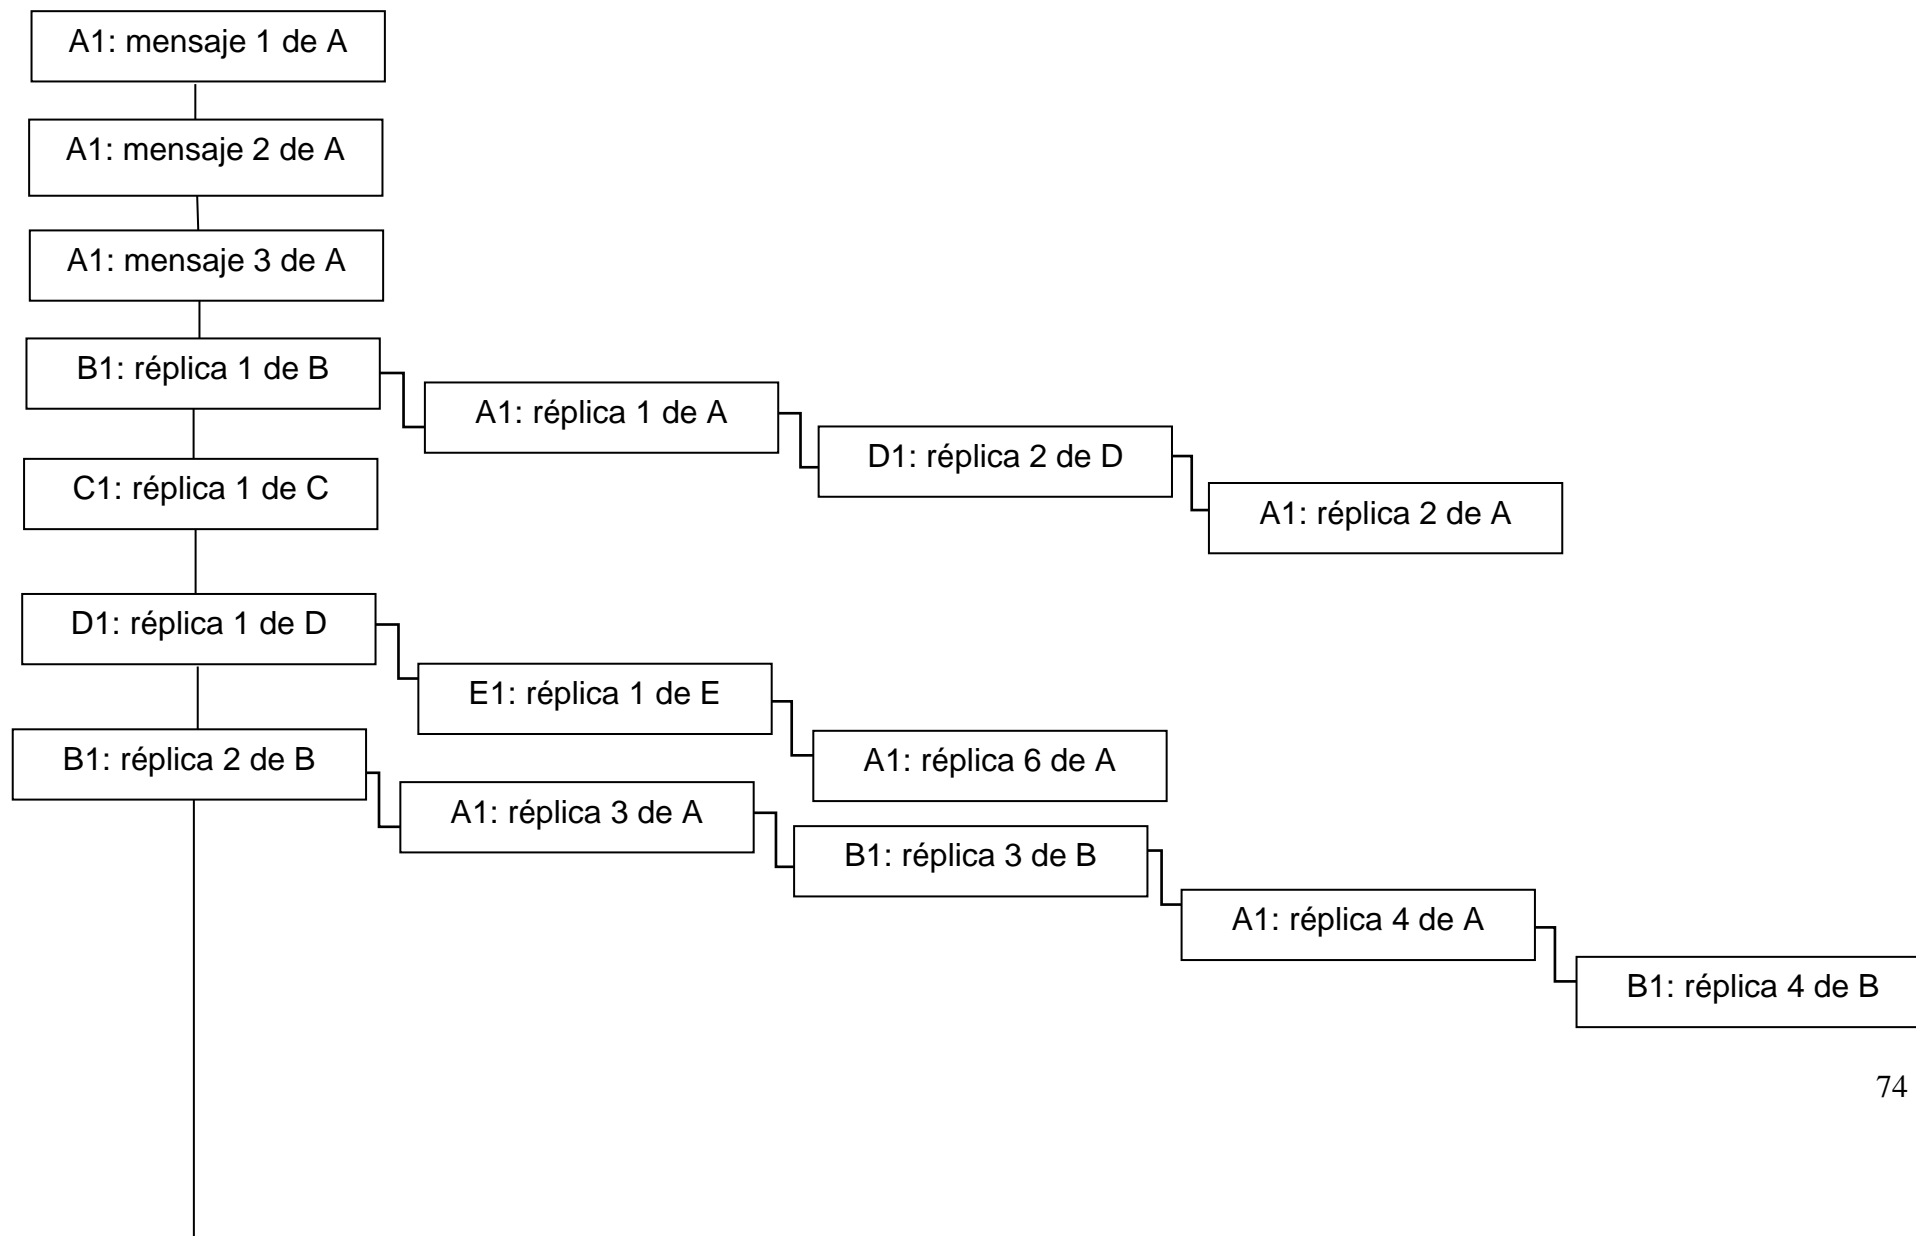 A1: mensaje 1 de A
A1: mensaje 2 de A
A1: mensaje 3 de A
B1: réplica 1 de B
A1: réplica 1 de A
D1: réplica 2 de D
A1: réplica 2 de A
C1: réplica 1 de C
D1: réplica 1 de D
E1: réplica 1 de E
A1: réplica 6 de A
B1: réplica 2 de B
A1: réplica 3 de A
B1: réplica 3 de B
A1: réplica 4 de A
B1: réplica 4 de B
74